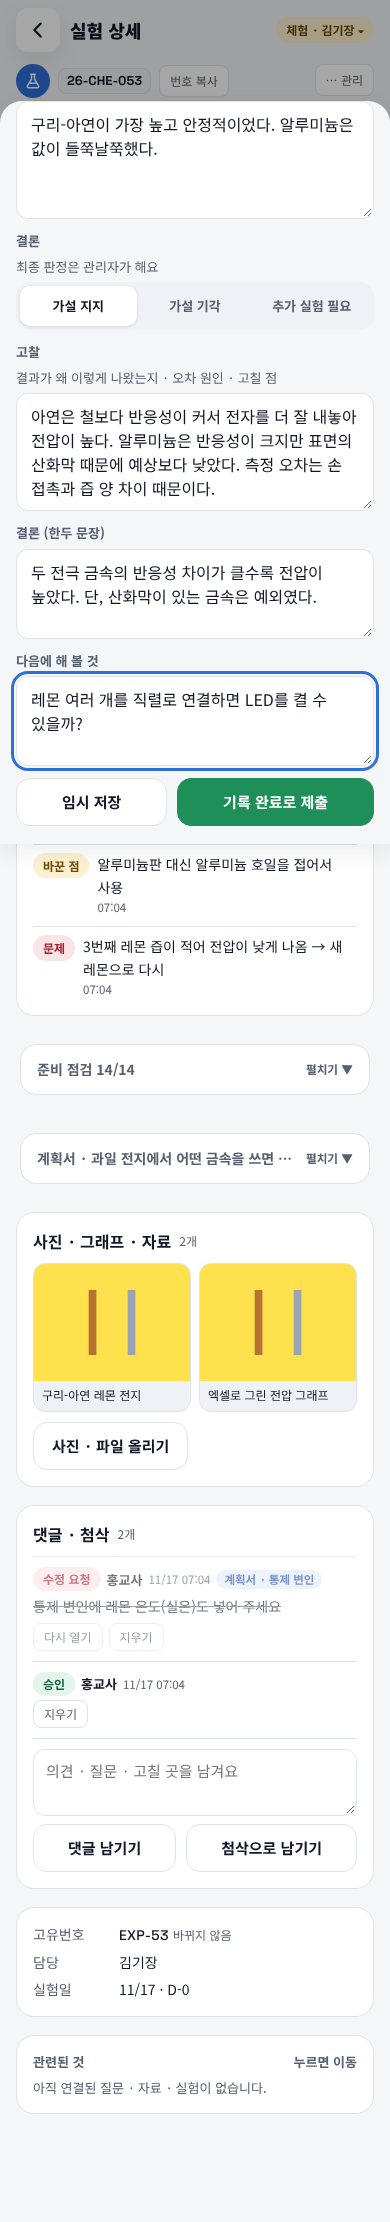 실험 상세
체험 · 김기장
26-CHE-053
번호 복사
··· 관리
구리-아연이 가장 높고 안정적이었다. 알루미늄은
값이 들쭉날쭉했다.
결론
최종 판정은 관리자가 해요
가설 지지
가설 기각
추가 실험 필요
고찰
결과가 왜 이렇게 나왔는지 · 오차 원인 · 고칠 점
아연은 철보다 반응성이 커서 전자를 더 잘 내놓아
전압이 높다. 알루미늄은 반응성이 크지만 표면의
산화막 때문에 예상보다 낮았다. 측정 오차는 손
접촉과 즙 양 차이 때문이다.
결론 (한두 문장)
두 전극 금속의 반응성 차이가 클수록 전압이
높았다. 단, 산화막이 있는 금속은 예외였다.
다음에 해 볼 것
레몬 여러 개를 직렬로 연결하면 LED를 켤 수
있을까?
임시 저장
기록 완료로 제출
바꾼 점
알루미늄판 대신 알루미늄 호일을 접어서
사용
07:04
문제
3번째 레몬 즙이 적어 전압이 낮게 나옴 → 새
레몬으로 다시
07:04
준비 점검 14/14
펼치기 ▼
계획서 · 과일 전지에서 어떤 금속을 쓰면 ···
펼치기 ▼
사진 · 그래프 · 자료 2개
구리-아연 레몬 전지
엑셀로 그린 전압 그래프
사진 · 파일 올리기
댓글 · 첨삭 2개
수정 요청 홍교사 11/17 07:04 계획서 · 통제 변인
통제 변인에 레몬 온도(실온)도 넣어 주세요
다시 열기
지우기
승인 홍교사 11/17 07:04
지우기
의견 · 질문 · 고칠 곳을 남겨요
댓글 남기기
첨삭으로 남기기
고유번호 EXP-53 바뀌지 않음
담당 김기장
실험일 11/17 · D-0
관련된 것
누르면 이동
아직 연결된 질문 · 자료 · 실험이 없습니다.